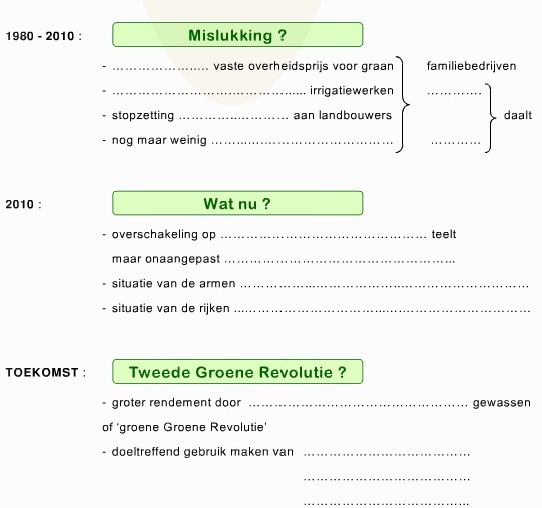 1980 - 2010 : Mislukking ?
- ........................ vaste overheidsprijs voor graan familiebedrijven
- ................................................... irrigatiewerken ............. daalt
- stopzetting ............................. aan landbouwers
- nog maar weinig ............................................. ............
2010 : Wat nu ?
- overschakeling op .................................................. teelt
maar onaangepast .......................................................
- situatie van de armen ......................................................................
- situatie van de rijken .......................................................................
TOEKOMST : Tweede Groene Revolutie ?
- groter rendement door ..................................................... gewassen
of ‘groene Groene Revolutie’
- doeltreffend gebruik maken van ........................................
........................................
........................................